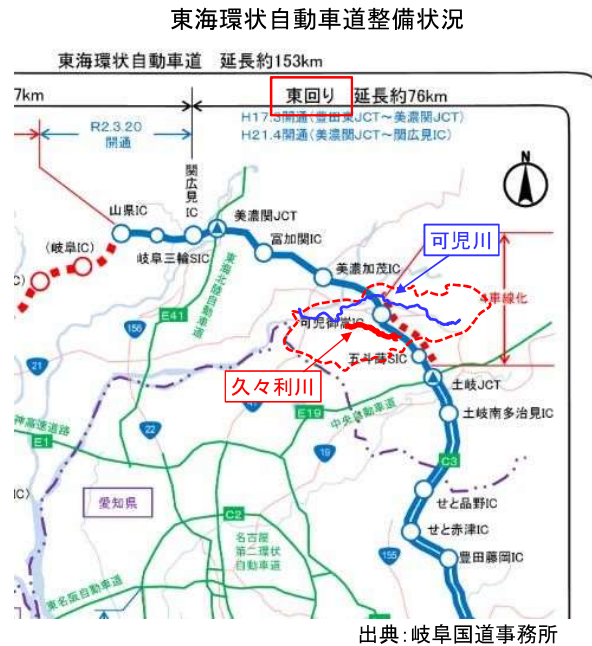 東海環状自動車道整備状況
東海環状自動車道 延長約153km
7km
東回り 延長約76km
R2.3.20
開通
H17.3開通(豊田東JCT~美濃関JCT)
H21.4開通(美濃関JCT~関広見IC)
N
関広見IC
山県IC
美濃関JCT
(岐阜IC)
岐阜三輪SIC
富加関IC
可児川
美濃加茂IC
東海北陸自動車道
E41
156
4車線化
可児御嵩IC
五斗蒔SIC
21
久々利川
土岐JCT
41
E19
中央自動車道
土岐南多治見IC
神高速道路
E1
22
19
C3
IC)
愛知県
せと品野IC
C2
せと赤津IC
名古屋
第二環状
自動車道
155
豊田藤岡IC
東名阪自動車道
出典:岐阜国道事務所